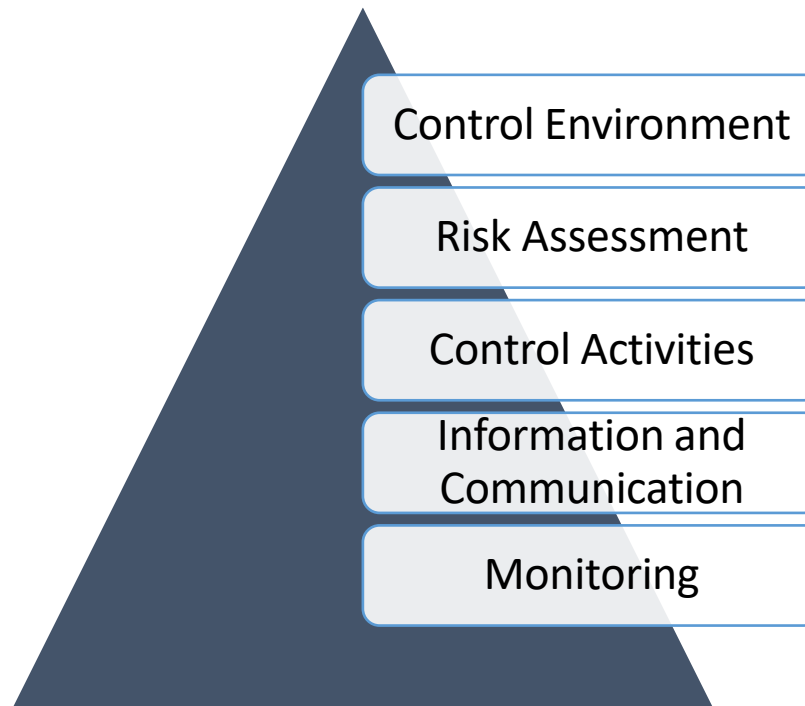 Control Environment
Risk Assessment
Control Activities
Information and
Communication
Monitoring